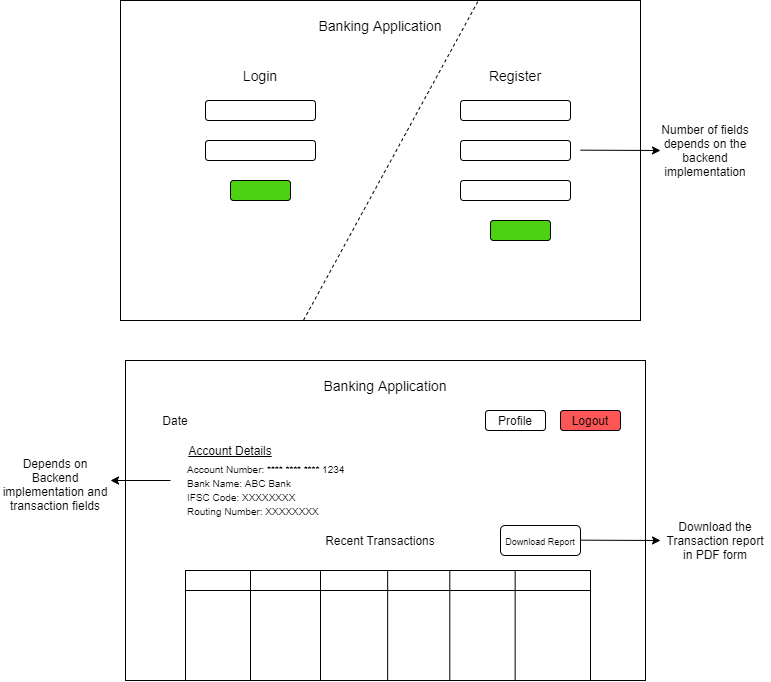 Banking Application
Login
Register
Number of fields
depends on the
backend
implementation
Banking Application
Date
Profile
Logout
Account Details
Account Number: **** **** **** 1234
Bank Name: ABC Bank
IFSC Code: XXXXXXXX
Routing Number: XXXXXXXX
Depends on
Backend
implementation and
transaction fields
Recent Transactions
Download Report
Download the
Transaction report
in PDF form